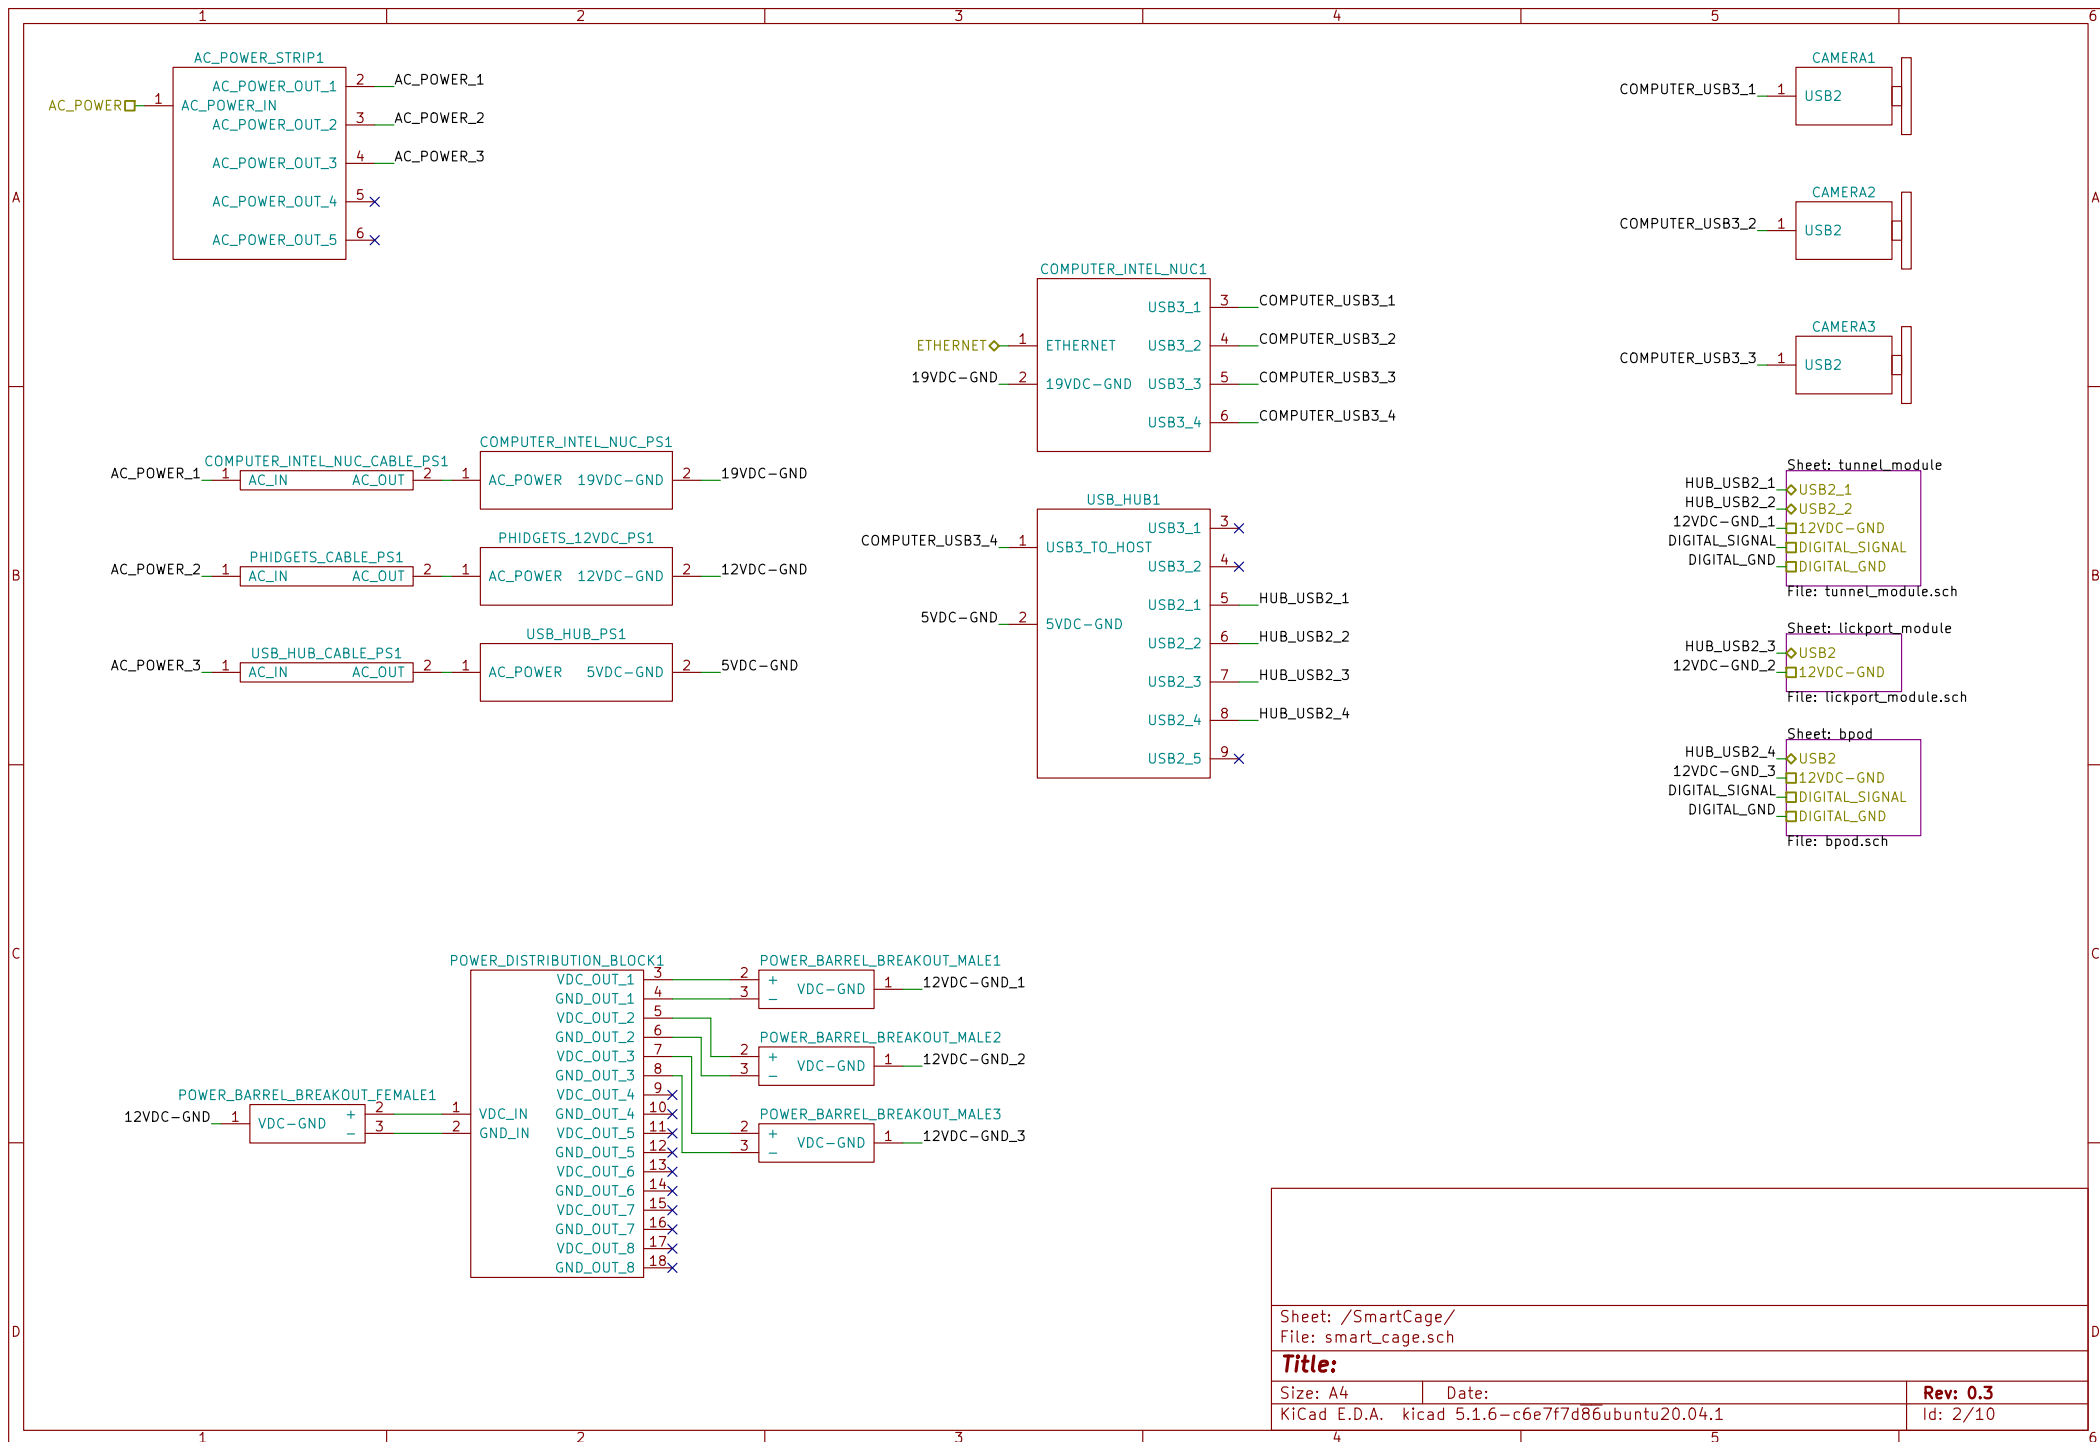 1 2 3 4 5 6
A
B
C
D
A
B
C
D
1 2 3 4 5 6
AC_POWER_STRIP1
AC_POWER
1
AC_POWER_IN
AC_POWER_OUT_1 2 AC_POWER_1
AC_POWER_OUT_2 3 AC_POWER_2
AC_POWER_OUT_3 4 AC_POWER_3
AC_POWER_OUT_4 5
AC_POWER_OUT_5 6
COMPUTER_INTEL_NUC_CABLE_PS1
AC_POWER_1 1 AC_IN AC_OUT 2
COMPUTER_INTEL_NUC_PS1
1 AC_POWER 19VDC-GND 2 19VDC-GND
PHIDGETS_CABLE_PS1
AC_POWER_2 1 AC_IN AC_OUT 2
PHIDGETS_12VDC_PS1
1 AC_POWER 12VDC-GND 2 12VDC-GND
USB_HUB_CABLE_PS1
AC_POWER_3 1 AC_IN AC_OUT 2
USB_HUB_PS1
1 AC_POWER 5VDC-GND 2 5VDC-GND
COMPUTER_INTEL_NUC1
ETHERNET 1 ETHERNET
19VDC-GND 2 19VDC-GND
USB3_1 3 COMPUTER_USB3_1
USB3_2 4 COMPUTER_USB3_2
USB3_3 5 COMPUTER_USB3_3
USB3_4 6 COMPUTER_USB3_4
USB_HUB1
COMPUTER_USB3_4 1 USB3_TO_HOST
5VDC-GND 2 5VDC-GND
USB3_1 3
USB3_2 4
USB2_1 5 HUB_USB2_1
USB2_2 6 HUB_USB2_2
USB2_3 7 HUB_USB2_3
USB2_4 8 HUB_USB2_4
USB2_5 9
CAMERA1
COMPUTER_USB3_1 1 USB2
CAMERA2
COMPUTER_USB3_2 1 USB2
CAMERA3
COMPUTER_USB3_3 1 USB2
Sheet: tunnel_module
HUB_USB2_1 USB2_1
HUB_USB2_2 USB2_2
12VDC-GND_1 12VDC-GND
DIGITAL_SIGNAL DIGITAL_SIGNAL
DIGITAL_GND DIGITAL_GND
File: tunnel_module.sch
Sheet: lickport_module
HUB_USB2_3 USB2
12VDC-GND_2 12VDC-GND
File: lickport_module.sch
Sheet: bpod
HUB_USB2_4 USB2
12VDC-GND_3 12VDC-GND
DIGITAL_SIGNAL DIGITAL_SIGNAL
DIGITAL_GND DIGITAL_GND
File: bpod.sch
POWER_BARREL_BREAKOUT_FEMALE1
12VDC-GND 1 VDC-GND + 2
- 3
POWER_DISTRIBUTION_BLOCK1
1 VDC_IN
2 GND_IN
VDC_OUT_1 3
GND_OUT_1 4
VDC_OUT_2 5
GND_OUT_2 6
VDC_OUT_3 7
GND_OUT_3 8
VDC_OUT_4 9
GND_OUT_4 10
VDC_OUT_5 11
GND_OUT_5 12
VDC_OUT_6 13
GND_OUT_6 14
VDC_OUT_7 15
GND_OUT_7 16
VDC_OUT_8 17
GND_OUT_8 18
POWER_BARREL_BREAKOUT_MALE1
2 + VDC-GND 1 12VDC-GND_1
3 -
POWER_BARREL_BREAKOUT_MALE2
2 + VDC-GND 1 12VDC-GND_2
3 -
POWER_BARREL_BREAKOUT_MALE3
2 + VDC-GND 1 12VDC-GND_3
3 -
Sheet: /SmartCage/
File: smart_cage.sch
Title:
Size: A4 Date: Rev: 0.3
KiCad E.D.A. kicad 5.1.6-c6e7f7d86ubuntu20.04.1 Id: 2/10